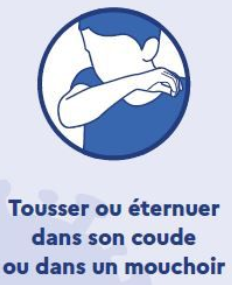 Tousser ou éternuer
dans son coude
ou dans un mouchoir